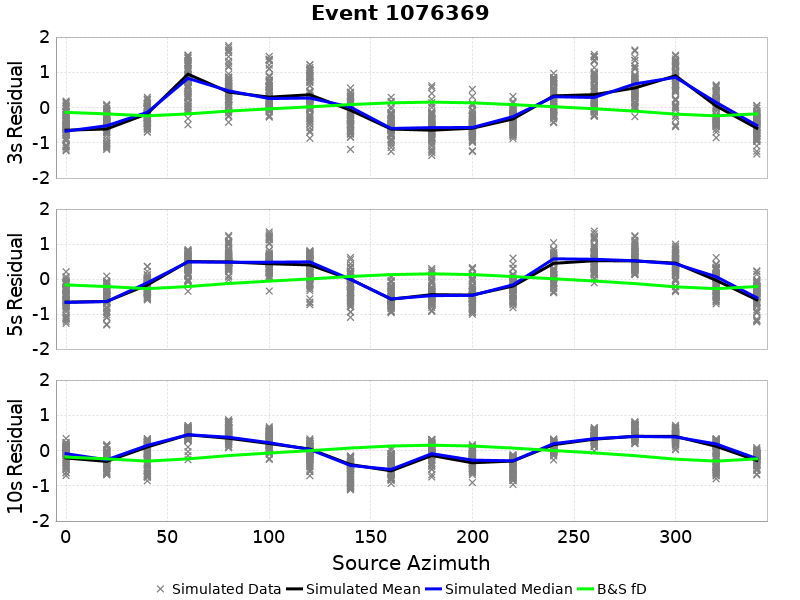 Event 1076369
3s Residual
2
1
0
-1
-2
5s Residual
2
1
0
-1
-2
10s Residual
2
1
0
-1
-2
0 50 100 150 200 250 300
Source Azimuth
Simulated Data Simulated Mean Simulated Median B&S fD